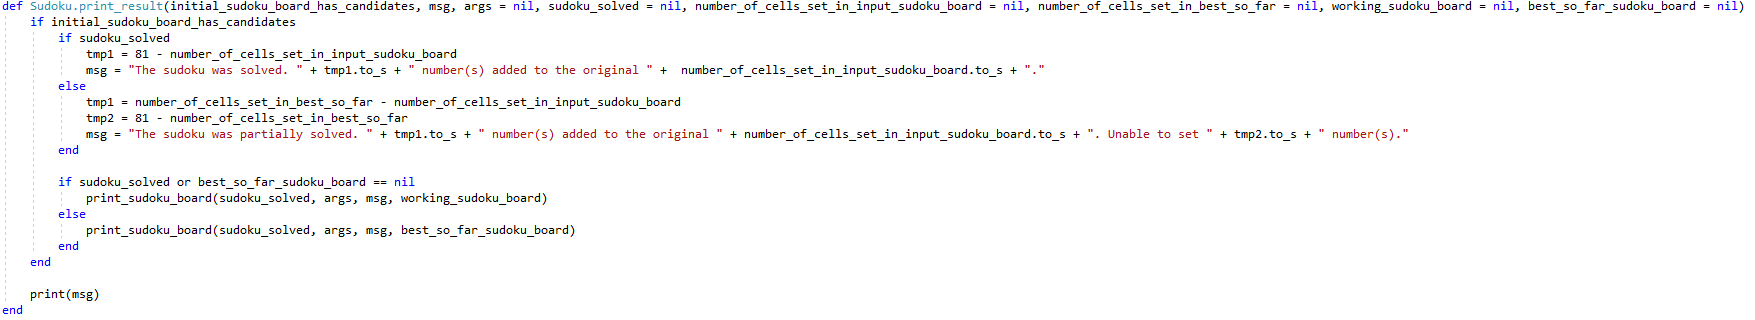 def Sudoku.print_result(initial_sudoku_board_has_candidates, msg, args = nil, sudoku_solved = nil, number_of_cells_set_in_input_sudoku_board = nil, number_of_cells_set_in_best_so_far = nil, working_sudoku_board = nil, best_so_far_sudoku_board = nil)
    if initial_sudoku_board_has_candidates
        if sudoku_solved
            tmp1 = 81 - number_of_cells_set_in_input_sudoku_board
            msg = "The sudoku was solved. " + tmp1.to_s + " number(s) added to the original " +  number_of_cells_set_in_input_sudoku_board.to_s + "."
        else
            tmp1 = number_of_cells_set_in_best_so_far - number_of_cells_set_in_input_sudoku_board
            tmp2 = 81 - number_of_cells_set_in_best_so_far
            msg = "The sudoku was partially solved. " + tmp1.to_s + " number(s) added to the original " + number_of_cells_set_in_input_sudoku_board.to_s + ". Unable to set " + tmp2.to_s + " number(s)."
        end

        if sudoku_solved or best_so_far_sudoku_board == nil
            print_sudoku_board(sudoku_solved, args, msg, working_sudoku_board)
        else
            print_sudoku_board(sudoku_solved, args, msg, best_so_far_sudoku_board)
        end
    end

    print(msg)
end